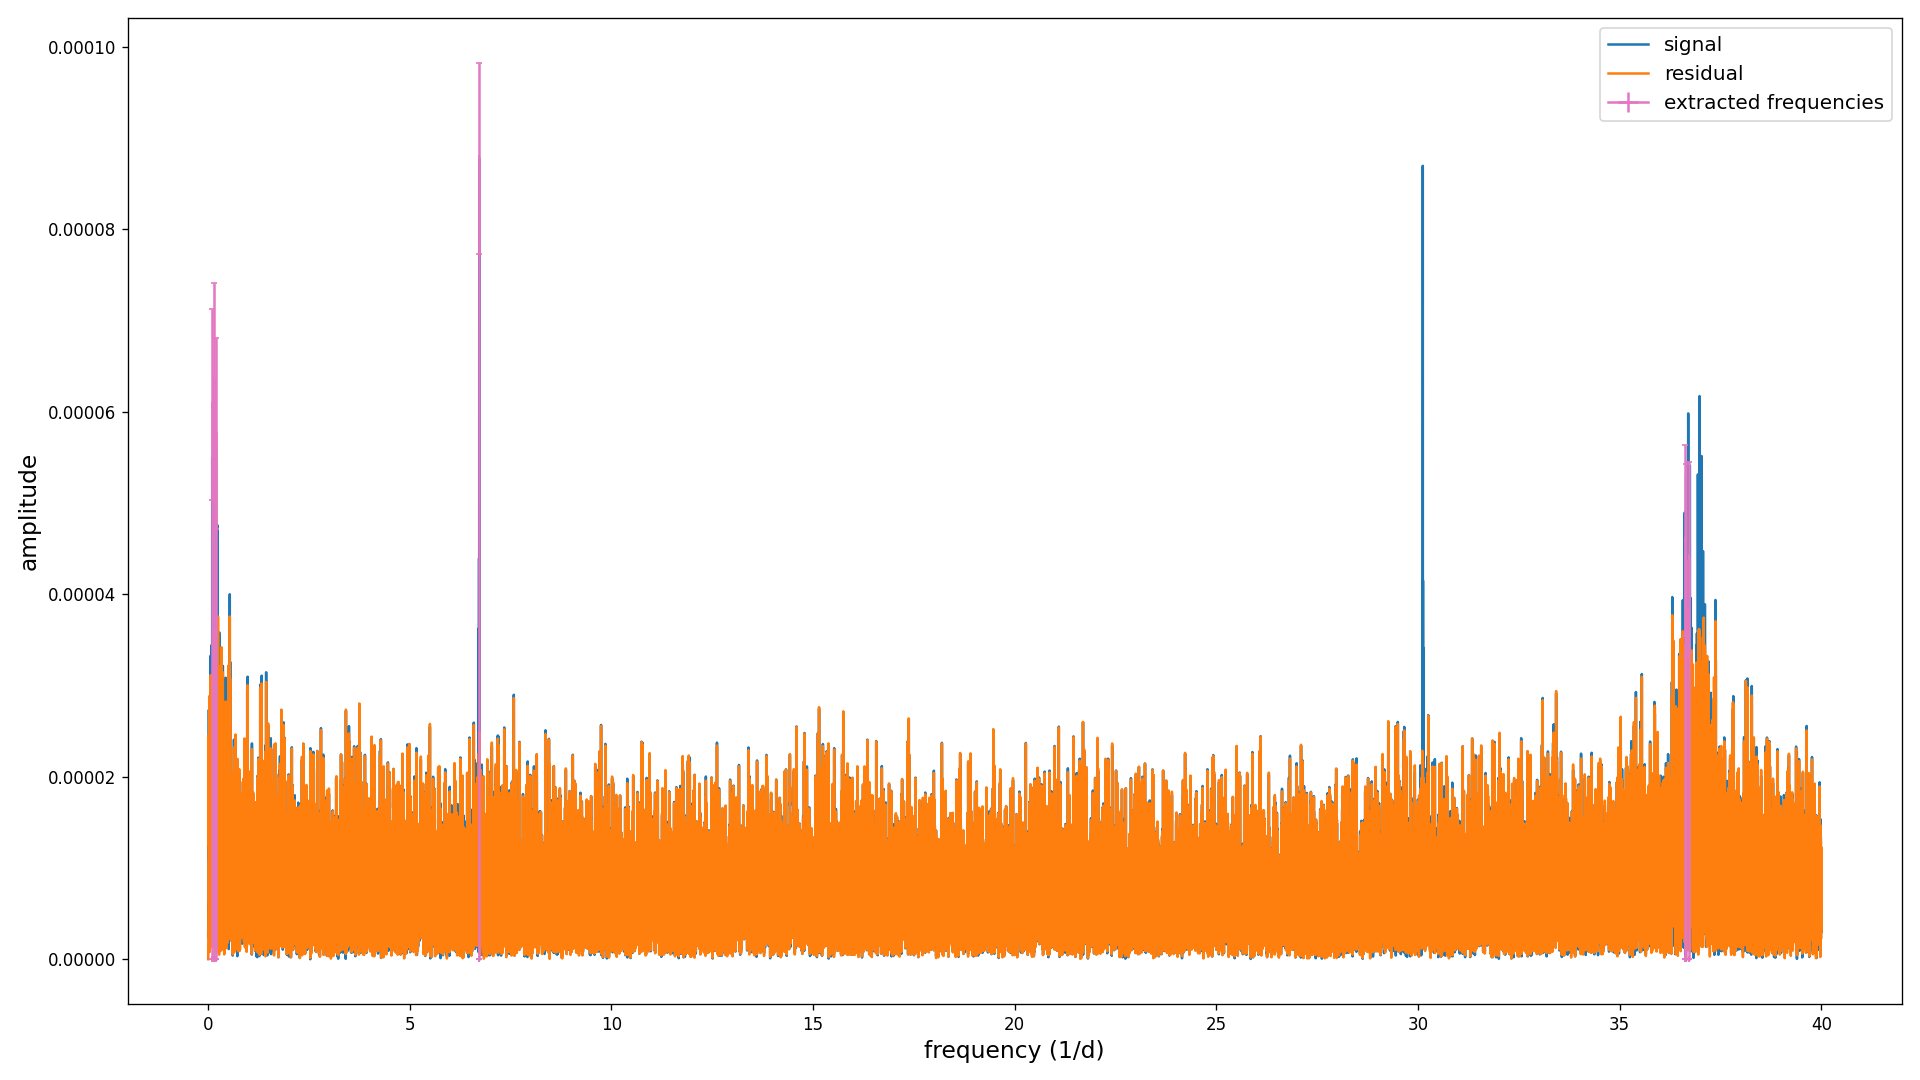 signal
residual
extracted frequencies
amplitude
0.00010
0.00008
0.00006
0.00004
0.00002
0.00000
0 5 10 15 20 25 30 35 40
frequency (1/d)